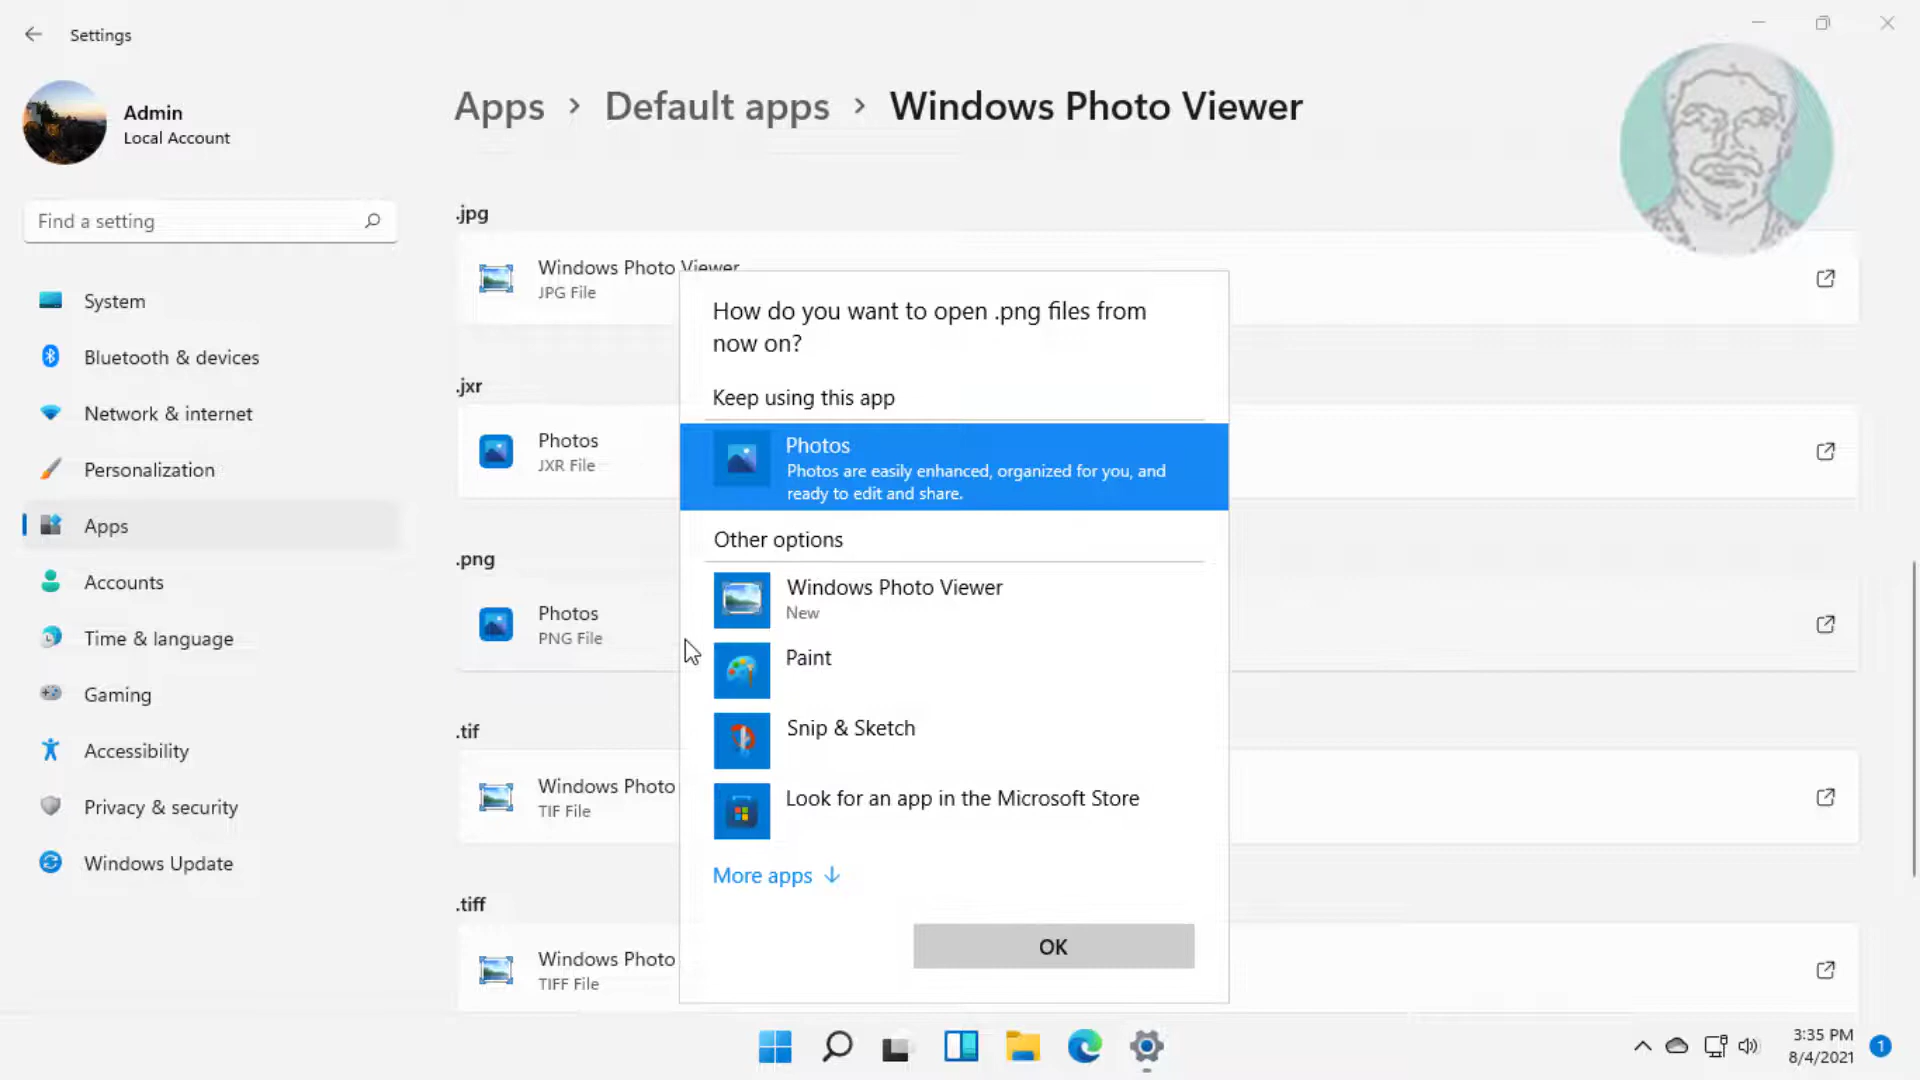 Settings
Admin
Local Account
Find a setting
System
Bluetooth & devices
Network & internet
Personalization
Apps
Accounts
Time & language
Gaming
Accessibility
Privacy & security
Windows Update
Apps > Default apps > Windows Photo Viewer
.jpg
Windows Photo Viewer
JPG File
.jxr
Photos
JXR File
.png
Photos
PNG File
.tif
Windows Photo
TIF File
.tiff
Windows Photo
TIFF File
How do you want to open .png files from
now on?
Keep using this app
Photos
Photos are easily enhanced, organized for you, and
ready to edit and share.
Other options
Windows Photo Viewer
New
Paint
Snip & Sketch
Look for an app in the Microsoft Store
More apps
OK
3:35 PM
8/4/2021
1